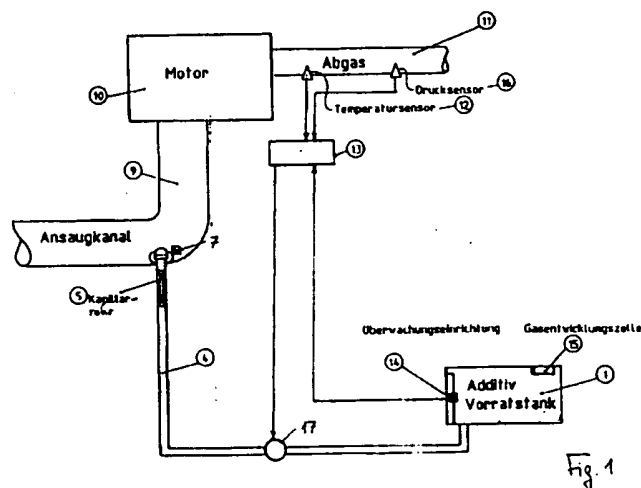 11
Abgas
Motor
10
Drucksensor 16
Temperatursensor 12
13
9
Ansaugkanal
7
5 Kapillar-
rohr
Überwachungseinrichtung
Gasentwicklungszelle
15
14
4
Additiv
Vorratstank
1
17
Fig. 1